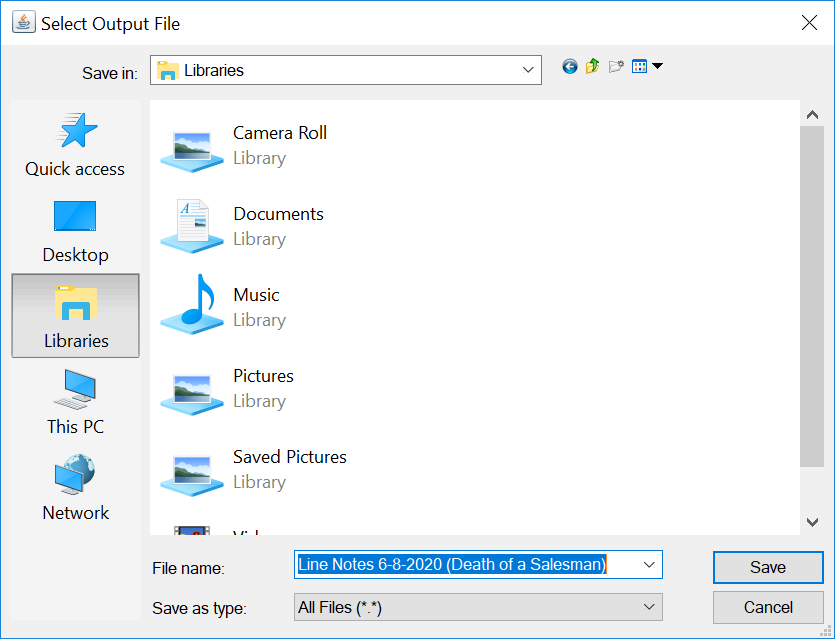 Select Output File
Save in:
Libraries
Quick access
Desktop
Libraries
This PC
Network
Camera Roll
Library
Documents
Library
Music
Library
Pictures
Library
Saved Pictures
Library
File name:
Line Notes 6-8-2020 (Death of a Salesman)
Save
Save as type:
All Files (*.*)
Cancel